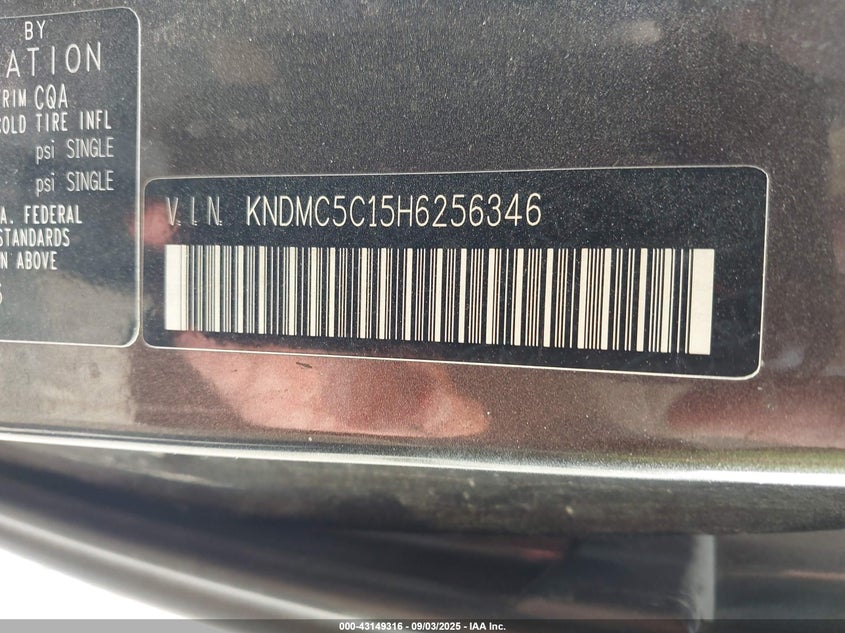 BY
ATION
TRIM CQA
COLD TIRE INFL
psi SINGLE
psi SINGLE
A. FEDERAL
STANDARDS
N ABOVE
V.I.N. KNDMC5C15H6256346
000-43149316 - 09/03/2025 - IAA Inc.